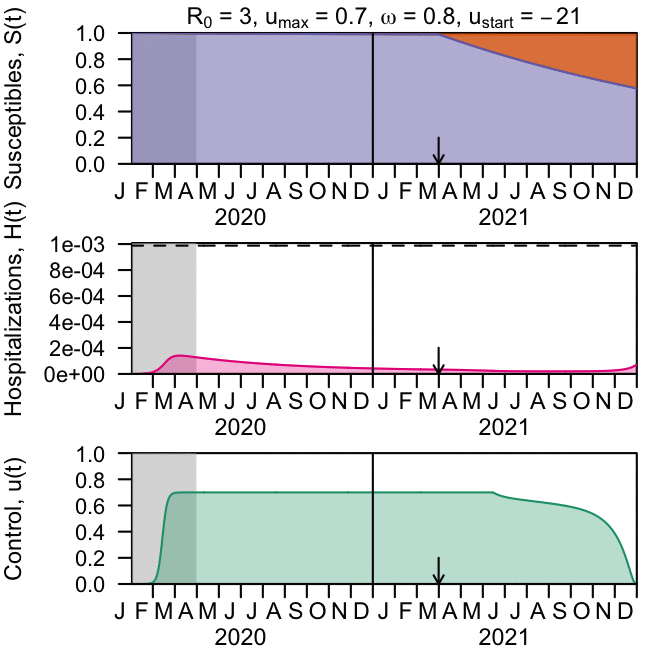 R₀ = 3, uₘₐₓ = 0.7, ω = 0.8, uₛₜₐᵣₜ = −21
Susceptibles, S(t)
1.0
0.8
0.6
0.4
0.2
0.0
J F M A M J J A S O N D J F M A M J J A S O N D
2020 2021
Hospitalizations, H(t)
1e-03
8e-04
6e-04
4e-04
2e-04
0e+00
J F M A M J J A S O N D J F M A M J J A S O N D
2020 2021
Control, u(t)
1.0
0.8
0.6
0.4
0.2
0.0
J F M A M J J A S O N D J F M A M J J A S O N D
2020 2021